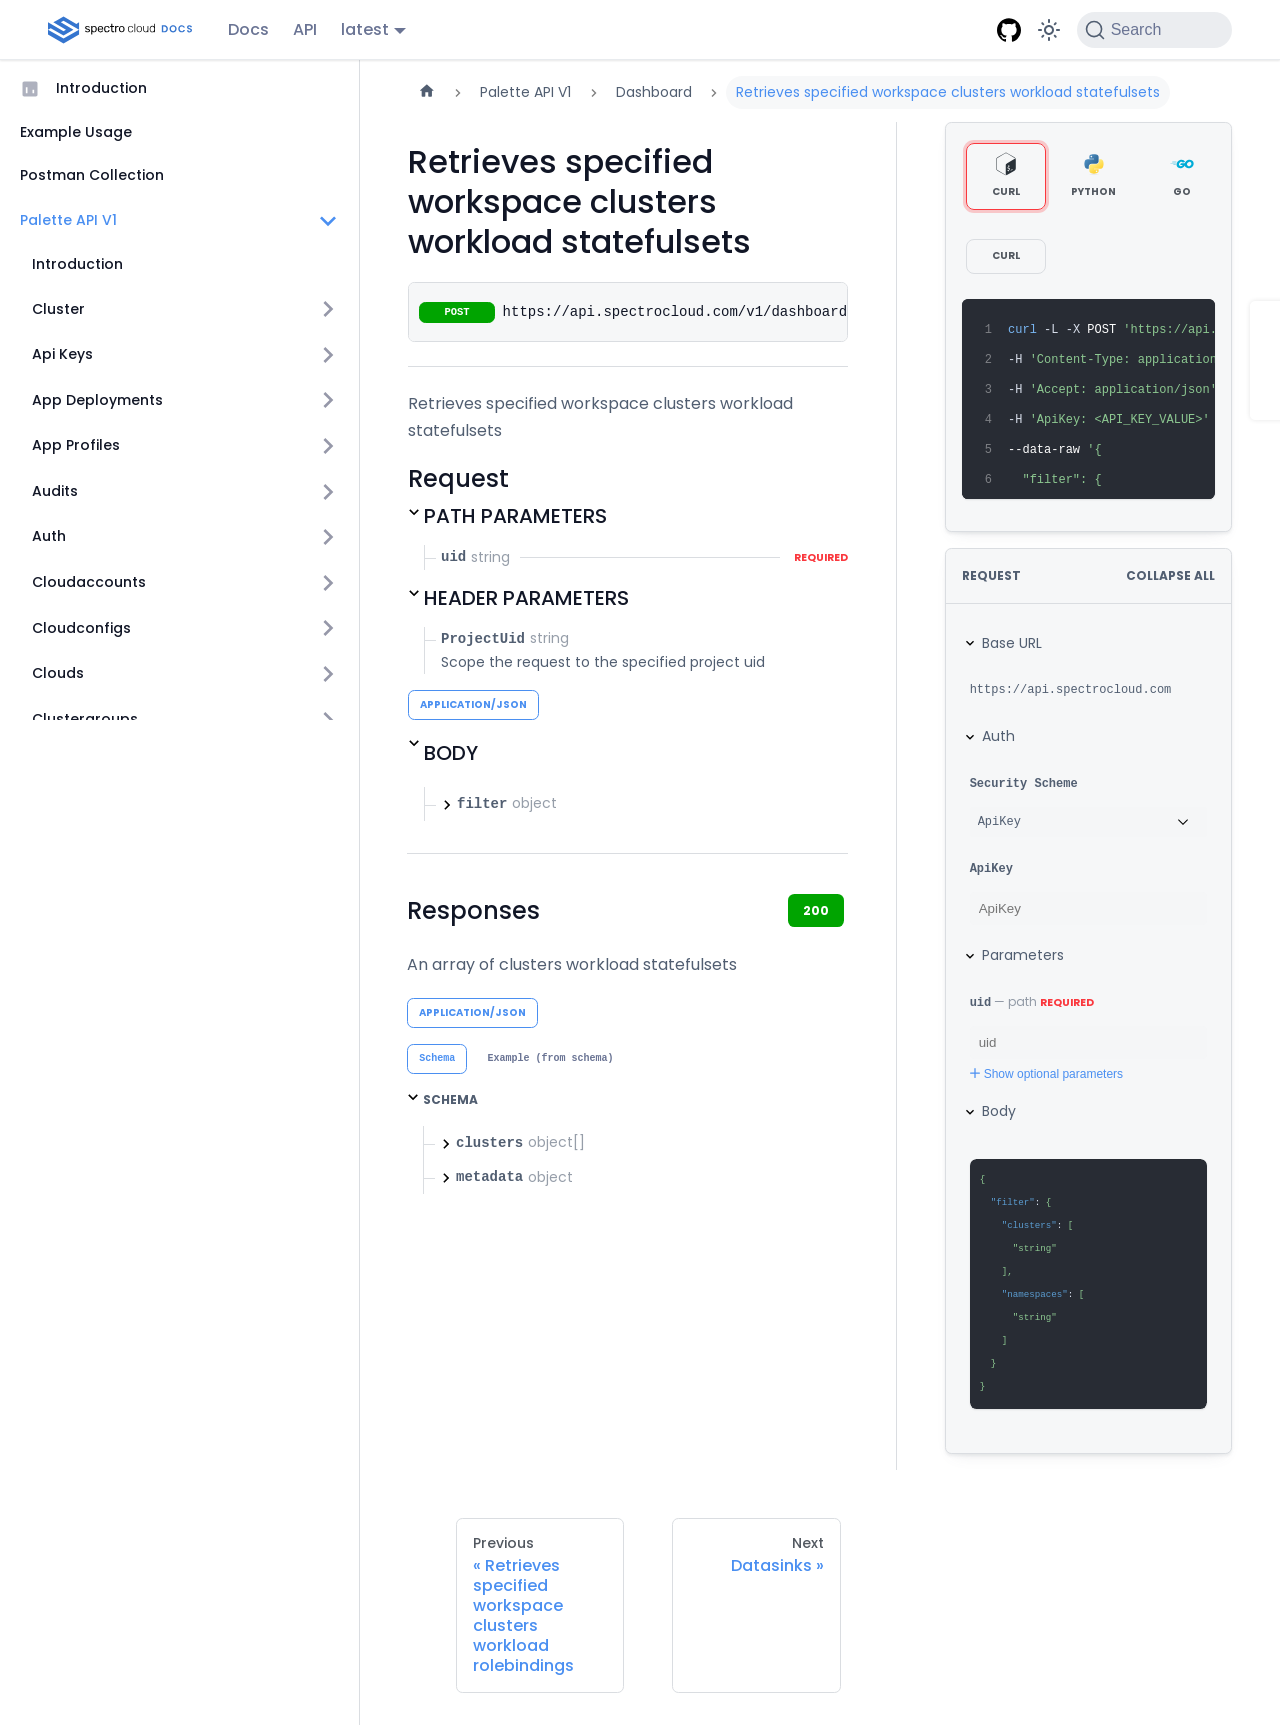 spectro cloud DOCS
Docs
API
latest
Search
Introduction
Example Usage
Postman Collection
Palette API V1
Introduction
Cluster
Api Keys
App Deployments
App Profiles
Audits
Auth
Cloudaccounts
Cloudconfigs
Clouds
Clustergroups
Palette API V1
Dashboard
Retrieves specified workspace clusters workload statefulsets
Retrieves specified
workspace clusters
workload statefulsets
POST https://api.spectrocloud.com/v1/dashboard
Retrieves specified workspace clusters workload
statefulsets
Request
PATH PARAMETERS
uid string REQUIRED
HEADER PARAMETERS
ProjectUid string
Scope the request to the specified project uid
APPLICATION/JSON
BODY
filter object
Responses
200
An array of clusters workload statefulsets
APPLICATION/JSON
Schema
Example (from schema)
SCHEMA
clusters object[]
metadata object
CURL
PYTHON
GO
CURL
1 curl -L -X POST 'https://api.
2 -H 'Content-Type: application
3 -H 'Accept: application/json'
4 -H 'ApiKey: <API_KEY_VALUE>'
5 --data-raw '{
6 "filter": {
REQUEST
COLLAPSE ALL
Base URL
https://api.spectrocloud.com
Auth
Security Scheme
ApiKey
ApiKey
ApiKey
Parameters
uid — path REQUIRED
uid
Show optional parameters
Body
{
"filter": {
"clusters": [
"string"
],
"namespaces": [
"string"
]
}
}
Previous
« Retrieves
specified
workspace
clusters
workload
rolebindings
Next
Datasinks »